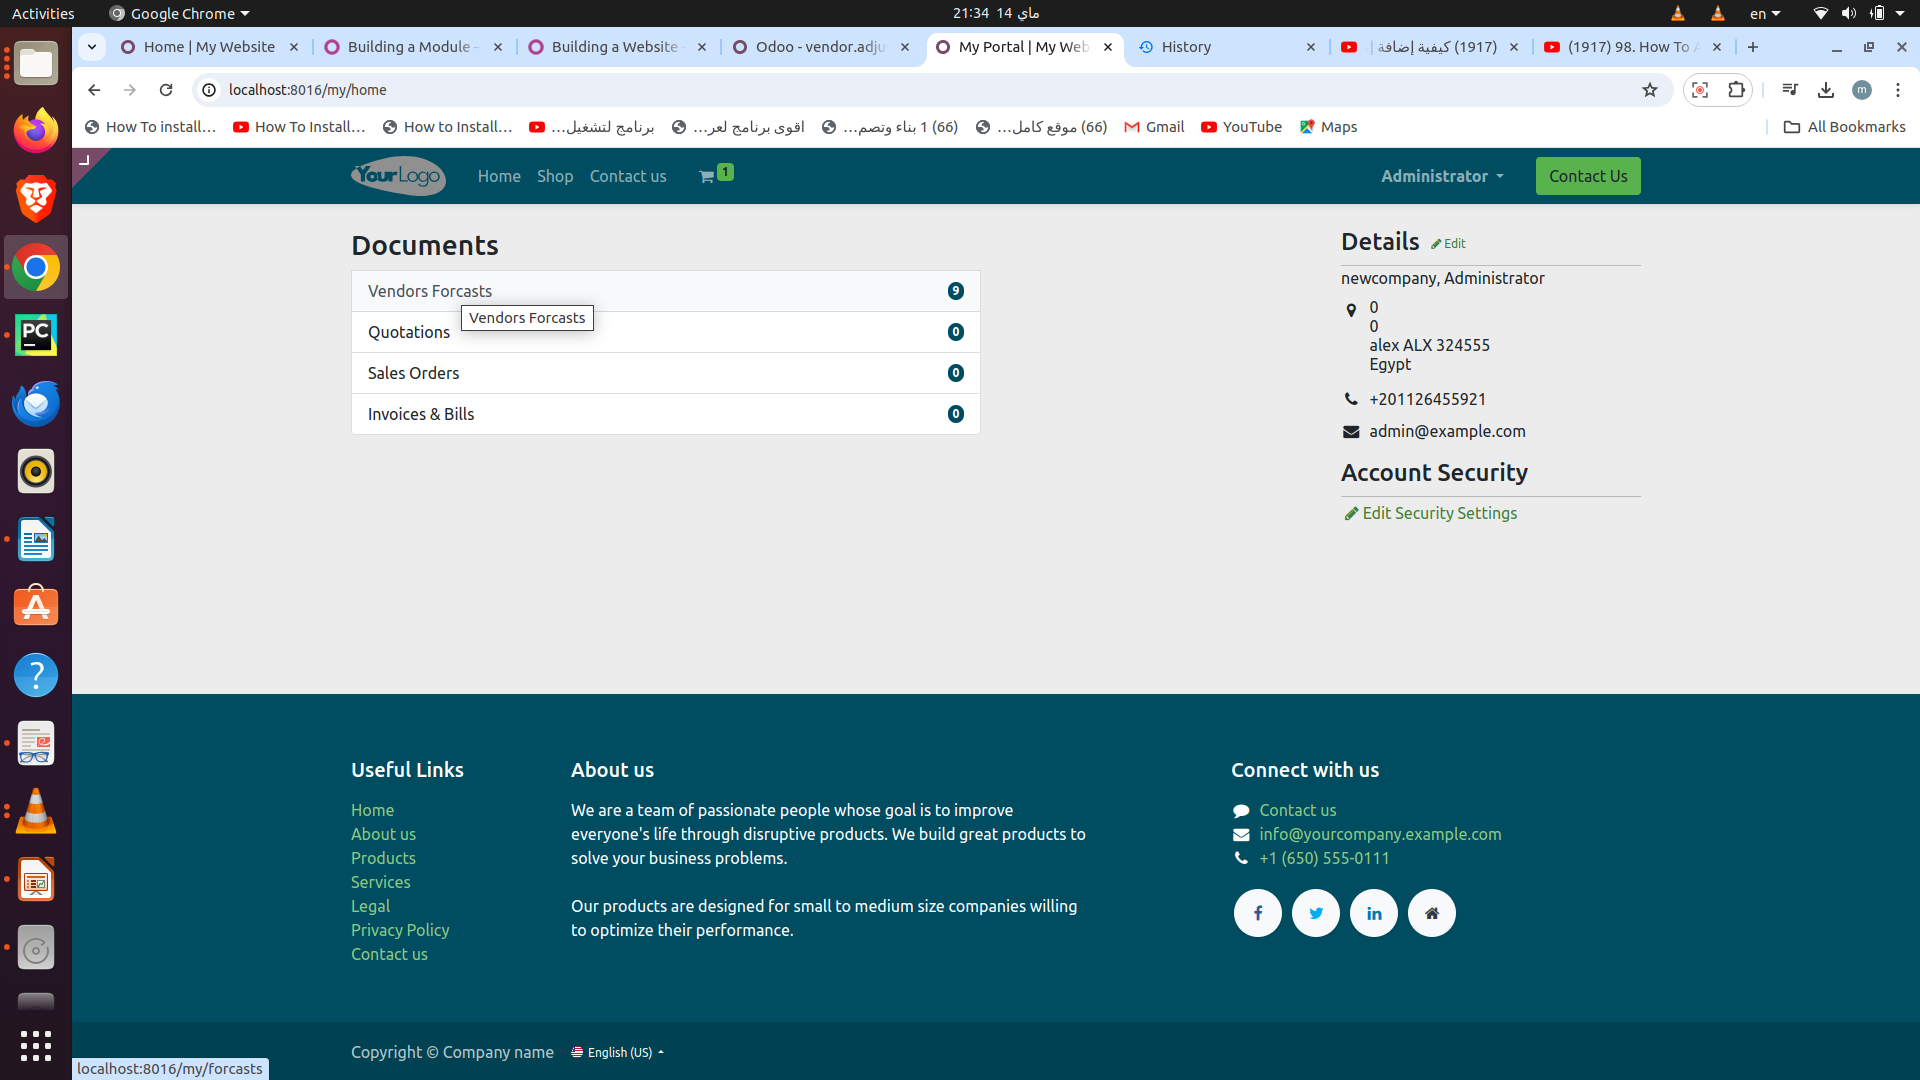 Activities
Google Chrome
21:34 14 ماي
en
Home | My Website
Building a Module -
Building a Website -
Odoo - vendor.adju
My Portal | My Web
History
(1917) كيفية إضافة
(1917) 98. How To A
localhost:8016/my/home
m
How To install...
How To Install...
How to Install...
برنامج لتشغيل...
اقوى برنامج لعر...
(66) 1 بناء وتصم...
(66) موقع كامل...
Gmail
YouTube
Maps
All Bookmarks
YourLogo
Home
Shop
Contact us
1
Administrator
Contact Us
Documents
Vendors Forcasts
9
Vendors Forcasts
Quotations
0
Sales Orders
0
Invoices & Bills
0
Details
Edit
newcompany, Administrator
0
0
alex ALX 324555
Egypt
+201126455921
admin@example.com
Account Security
Edit Security Settings
Useful Links
Home
About us
Products
Services
Legal
Privacy Policy
Contact us
About us
We are a team of passionate people whose goal is to improve
everyone's life through disruptive products. We build great products to
solve your business problems.
Our products are designed for small to medium size companies willing
to optimize their performance.
Connect with us
Contact us
info@yourcompany.example.com
+1 (650) 555-0111
Copyright © Company name
English (US)
localhost:8016/my/forcasts
PC